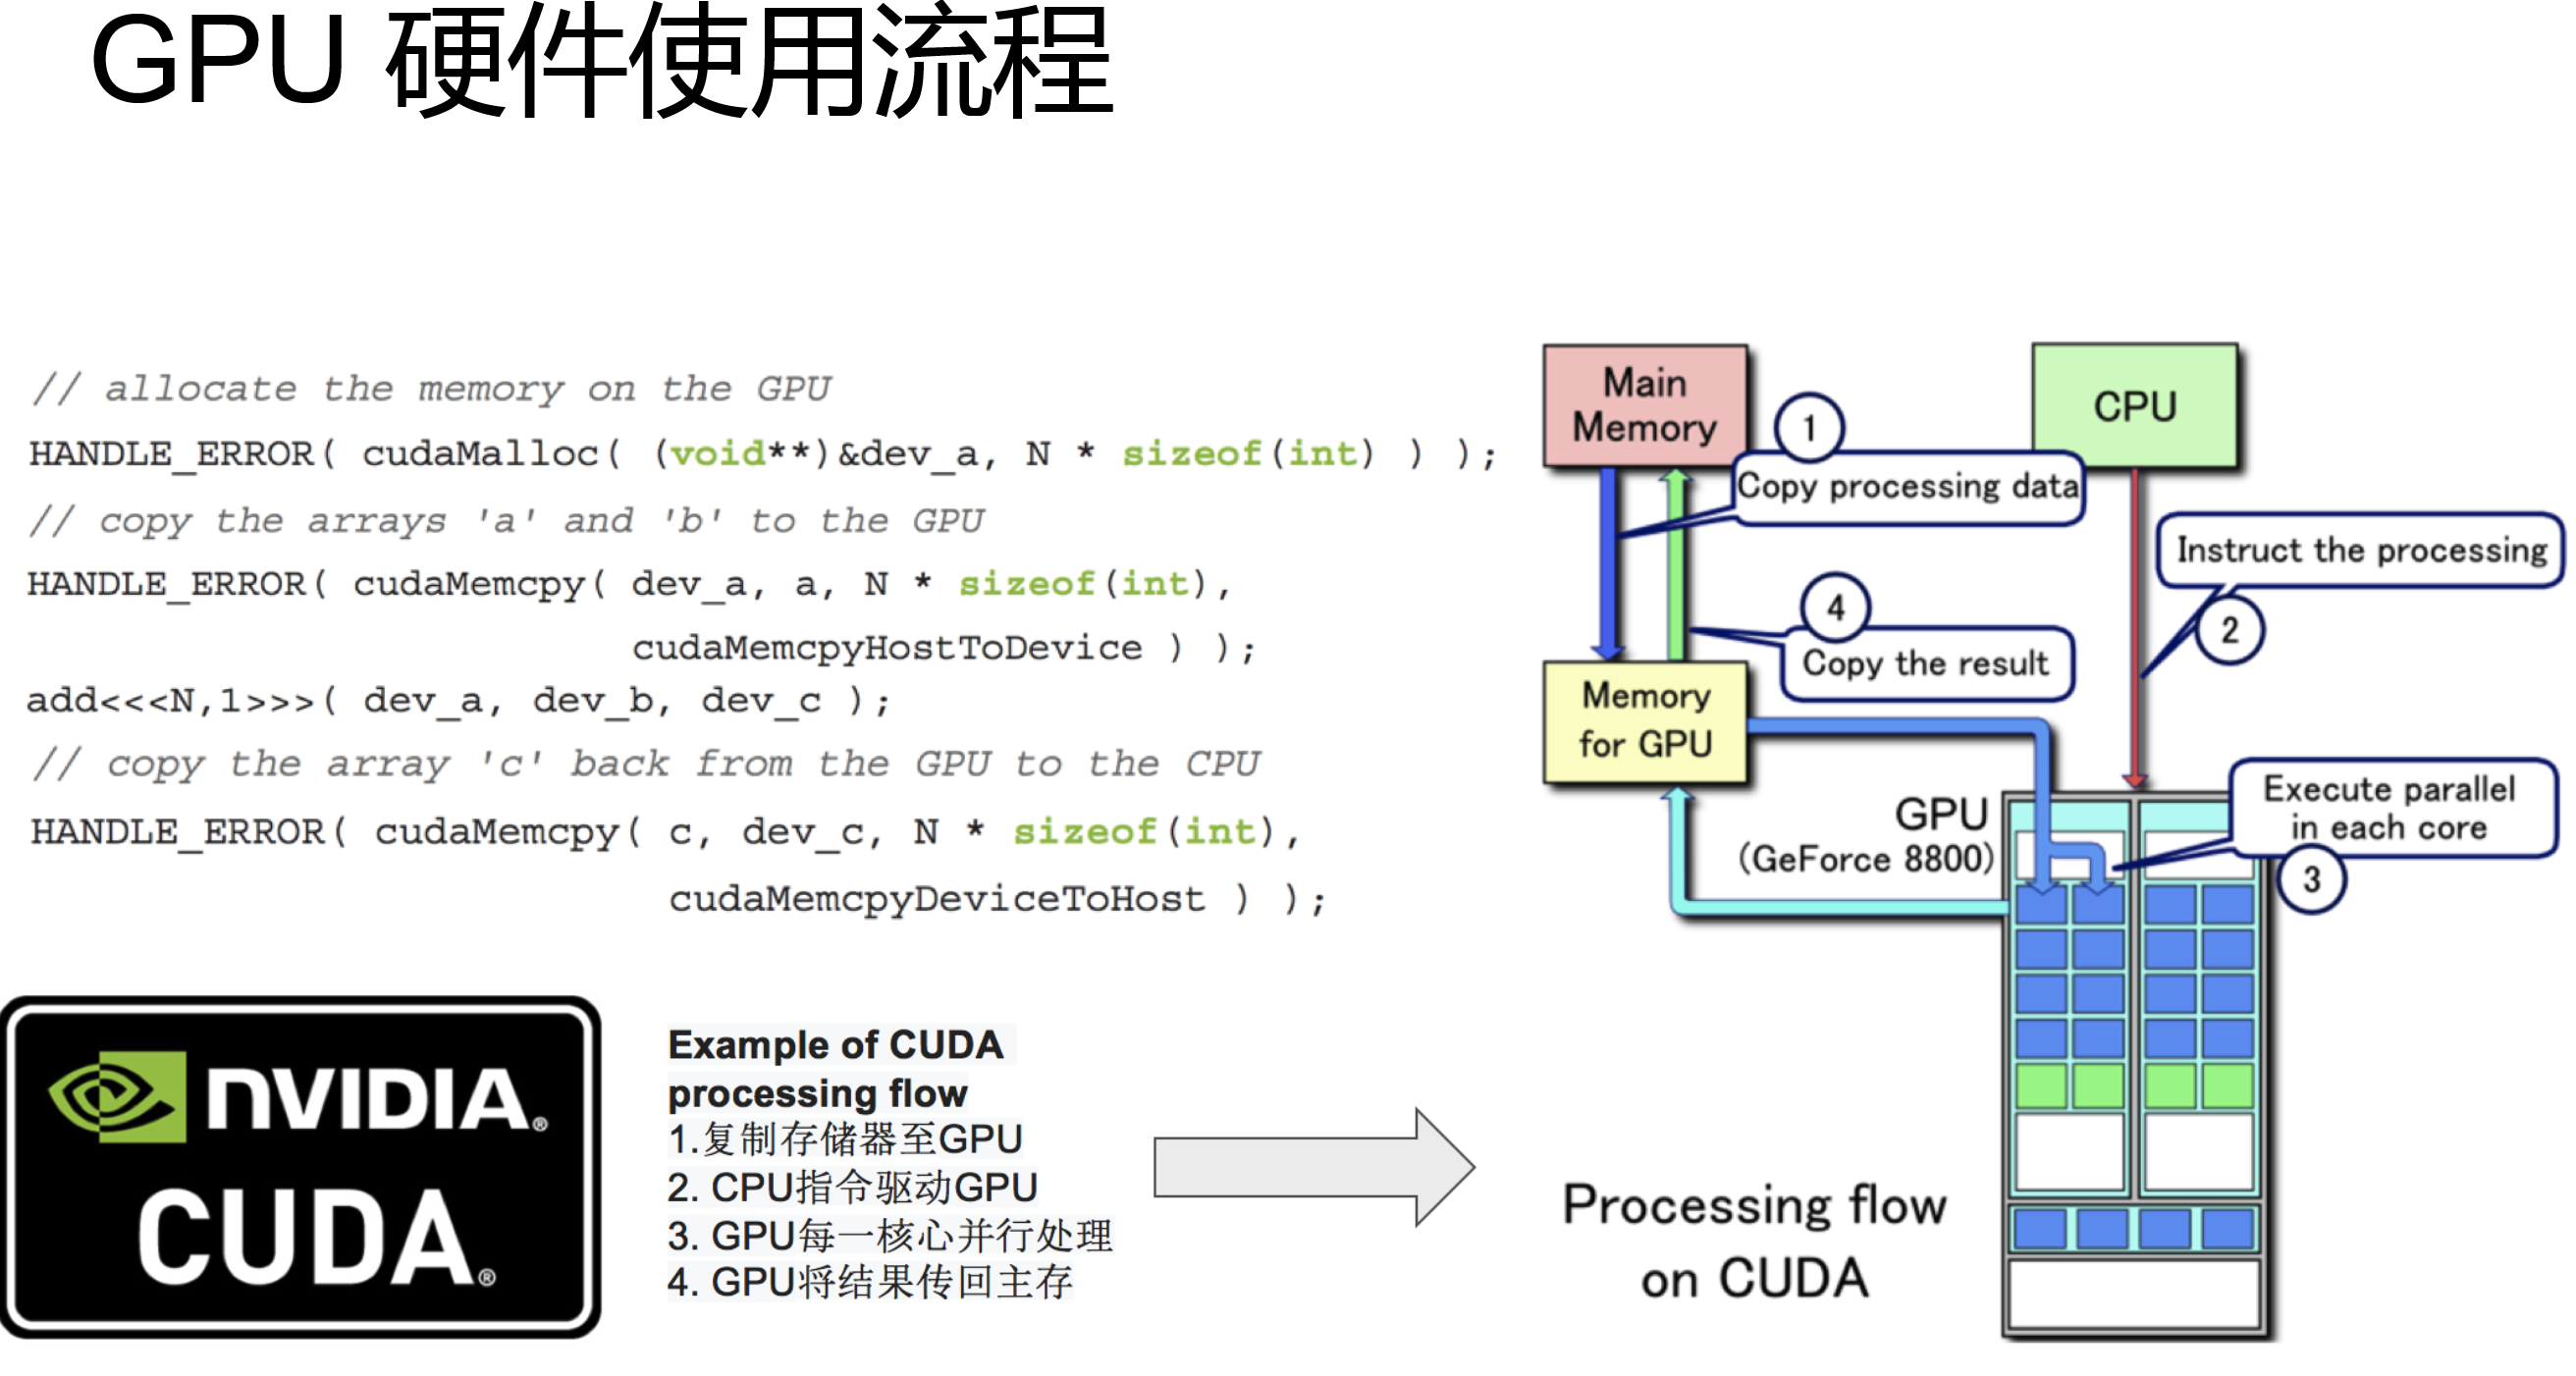 GPU 硬件使用流程
// allocate the memory on the GPU
HANDLE_ERROR( cudaMalloc( (void**)&dev_a, N * sizeof(int) ) );
// copy the arrays 'a' and 'b' to the GPU
HANDLE_ERROR( cudaMemcpy( dev_a, a, N * sizeof(int),
cudaMemcpyHostToDevice ) );
add<<<N,1>>>( dev_a, dev_b, dev_c );
// copy the array 'c' back from the GPU to the CPU
HANDLE_ERROR( cudaMemcpy( c, dev_c, N * sizeof(int),
cudaMemcpyDeviceToHost ) );
NVIDIA®
CUDA®
Example of CUDA
processing flow
1.复制存储器至GPU
2. CPU指令驱动GPU
3. GPU每一核心并行处理
4. GPU将结果传回主存
Main
Memory
CPU
1
Copy processing data
Instruct the processing
2
4
Copy the result
Memory
for GPU
GPU
(GeForce 8800)
Execute parallel
in each core
3
Processing flow
on CUDA